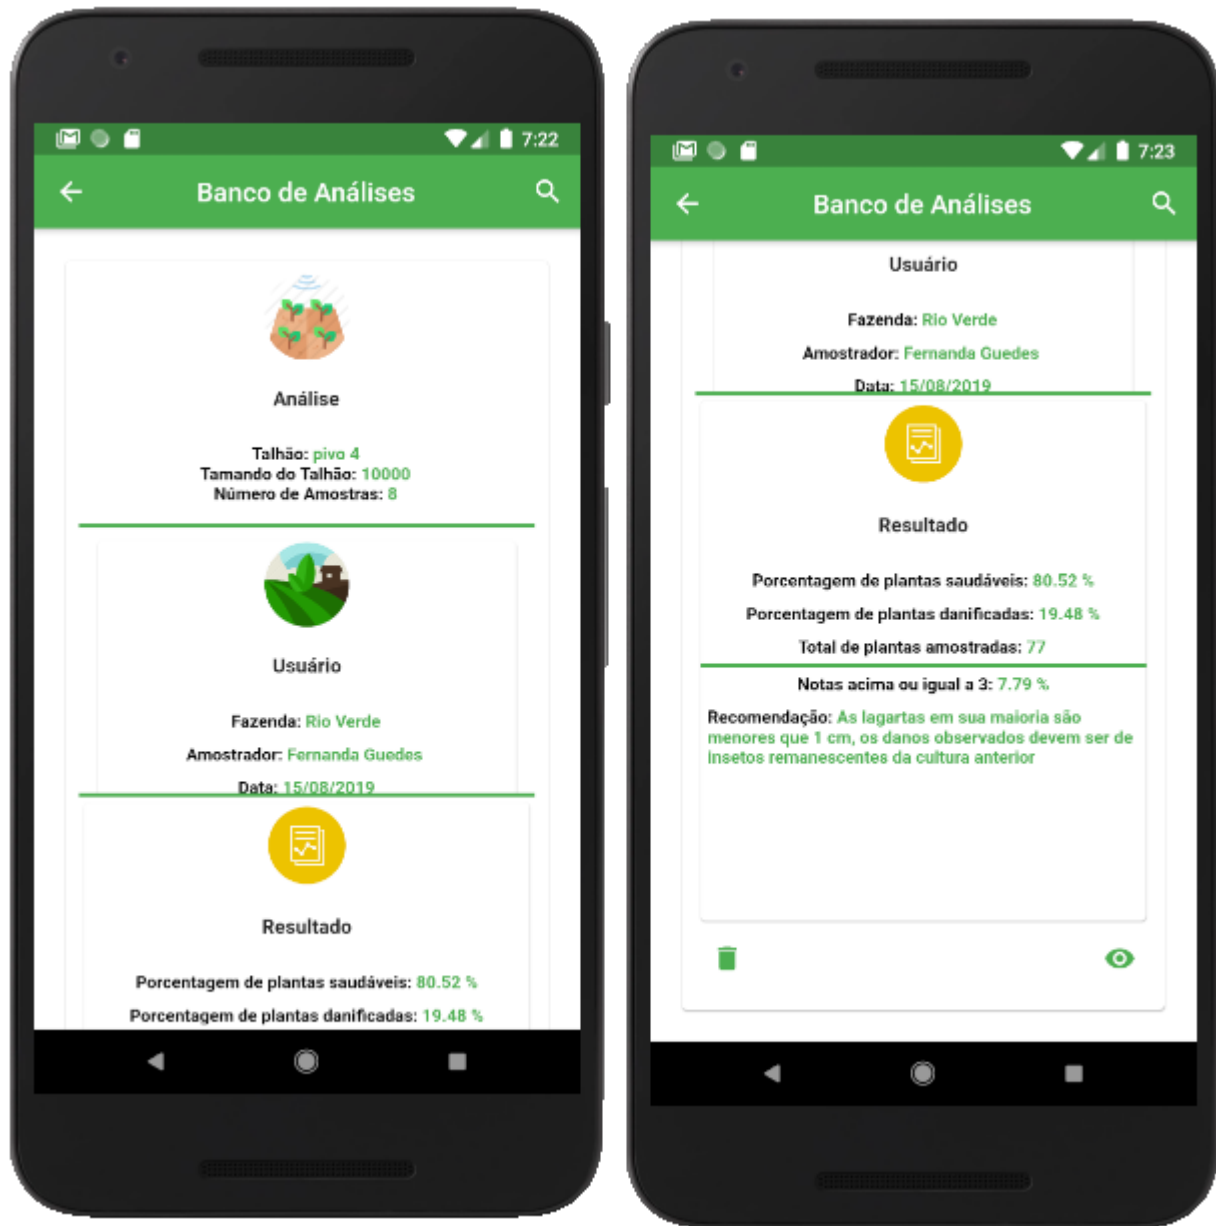 7:22
Banco de Análises
Análise
Talhão: pivo 4
Tamando do Talhão: 10000
Número de Amostras: 8
Usuário
Fazenda: Rio Verde
Amostrador: Fernanda Guedes
Data: 15/08/2019
Resultado
Porcentagem de plantas saudáveis: 80.52 %
Porcentagem de plantas danificadas: 19.48 %
7:23
Banco de Análises
Usuário
Fazenda: Rio Verde
Amostrador: Fernanda Guedes
Data: 15/08/2019
Resultado
Porcentagem de plantas saudáveis: 80.52 %
Porcentagem de plantas danificadas: 19.48 %
Total de plantas amostradas: 77
Notas acima ou igual a 3: 7.79 %
Recomendação: As lagartas em sua maioria são
menores que 1 cm, os danos observados devem ser de
insetos remanescentes da cultura anterior